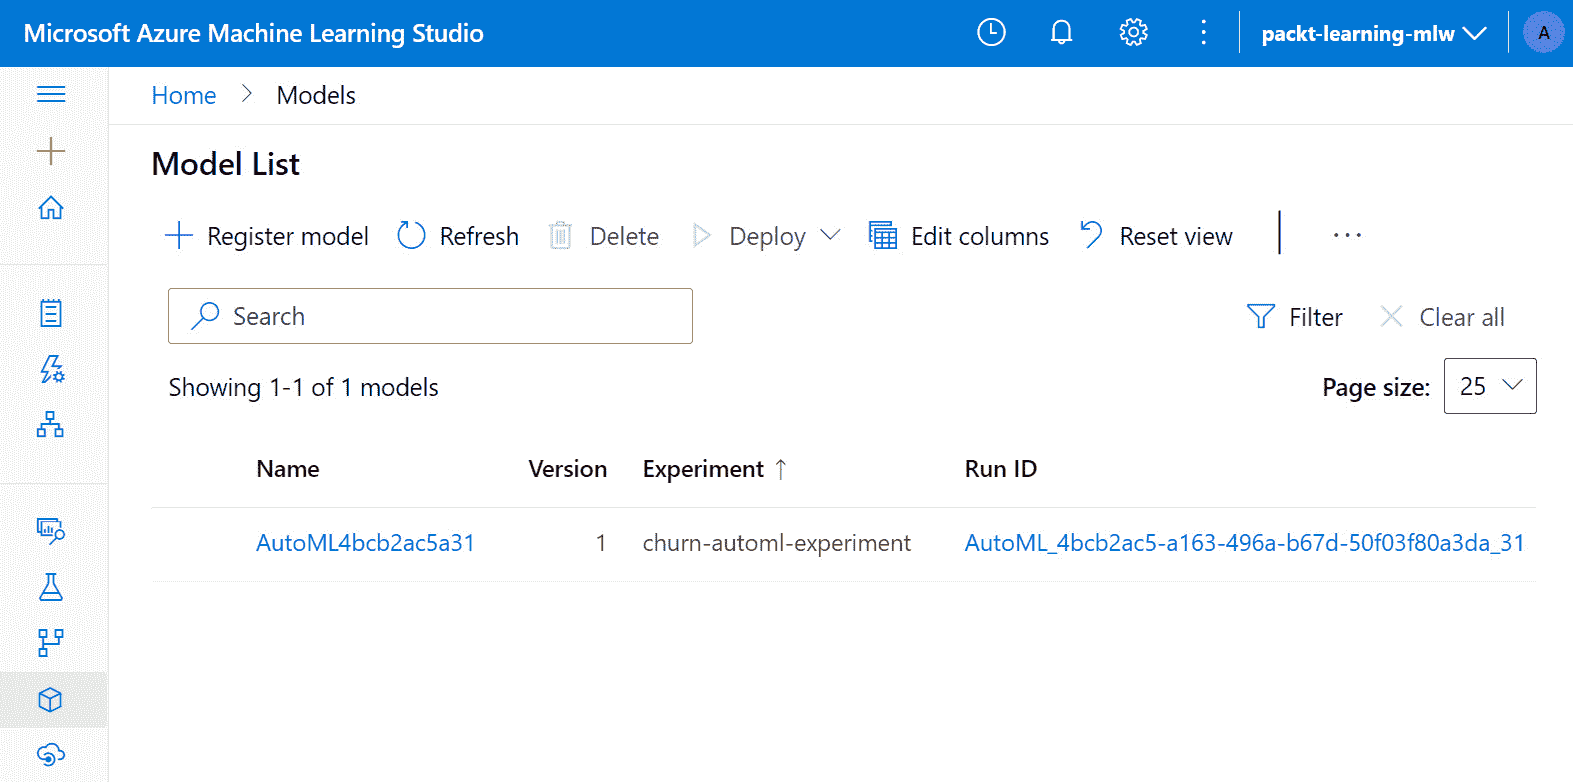 Microsoft Azure Machine Learning Studio
packt-learning-mlw
A
Home > Models
Model List
Register model
Refresh
Delete
Deploy
Edit columns
Reset view
Search
Filter
Clear all
Showing 1-1 of 1 models
Page size: 25
Name Version Experiment ↑ Run ID
AutoML4bcb2ac5a31 1 churn-automl-experiment AutoML_4bcb2ac5-a163-496a-b67d-50f03f80a3da_31